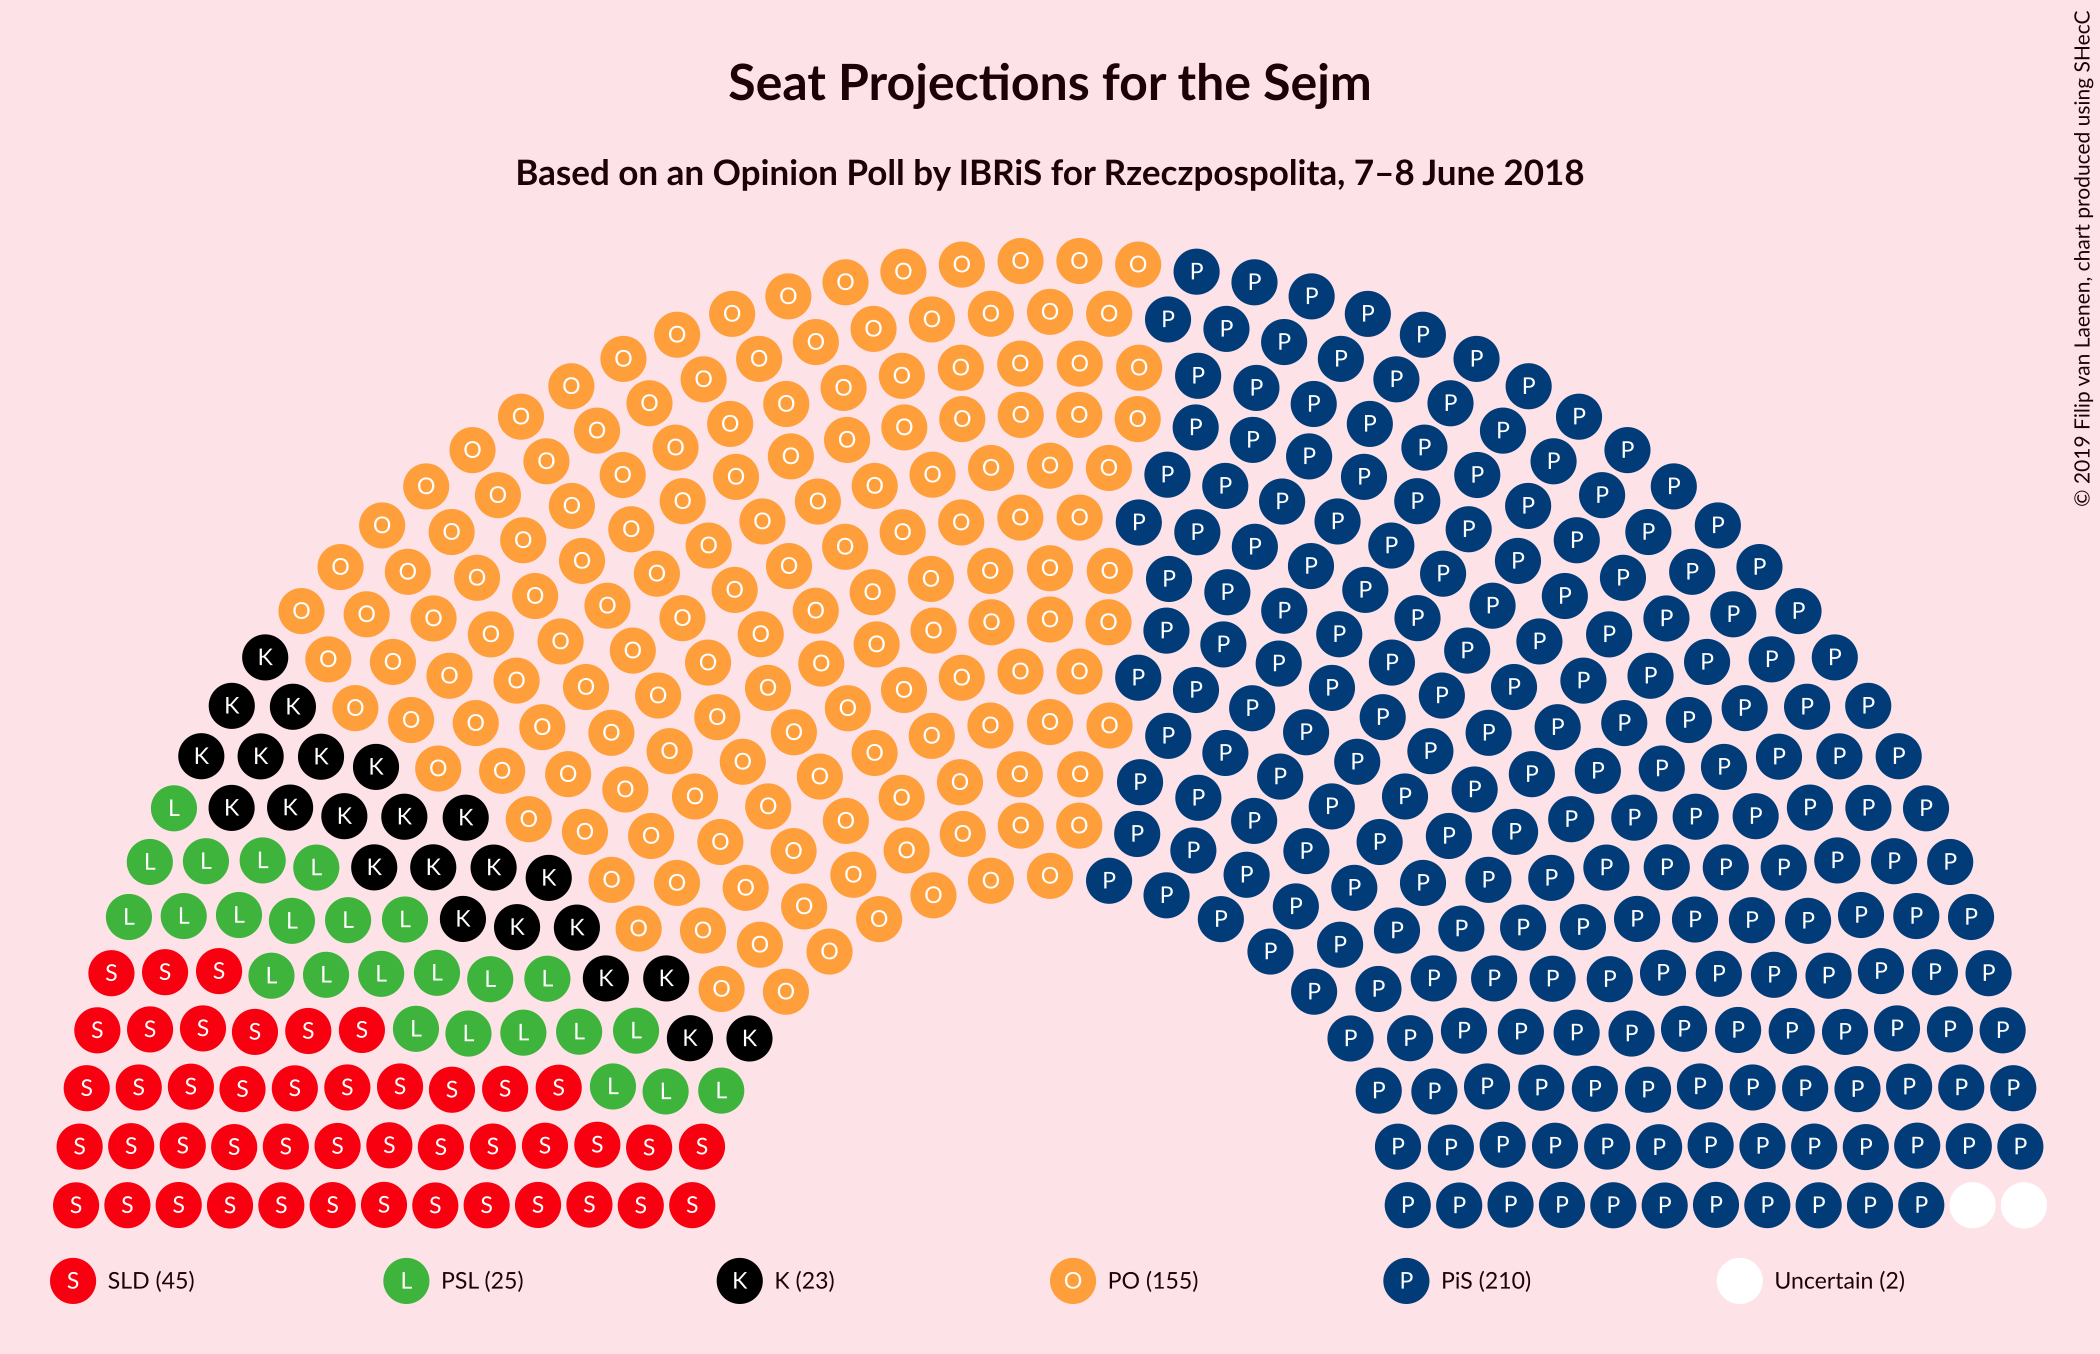 Seat Projections for the Sejm
Based on an Opinion Poll by IBRiS for Rzeczpospolita, 7–8 June 2018
© 2019 Filip van Laenen, chart produced using SHecC
S SLD (45)
L PSL (25)
K K (23)
O PO (155)
P PiS (210)
Uncertain (2)